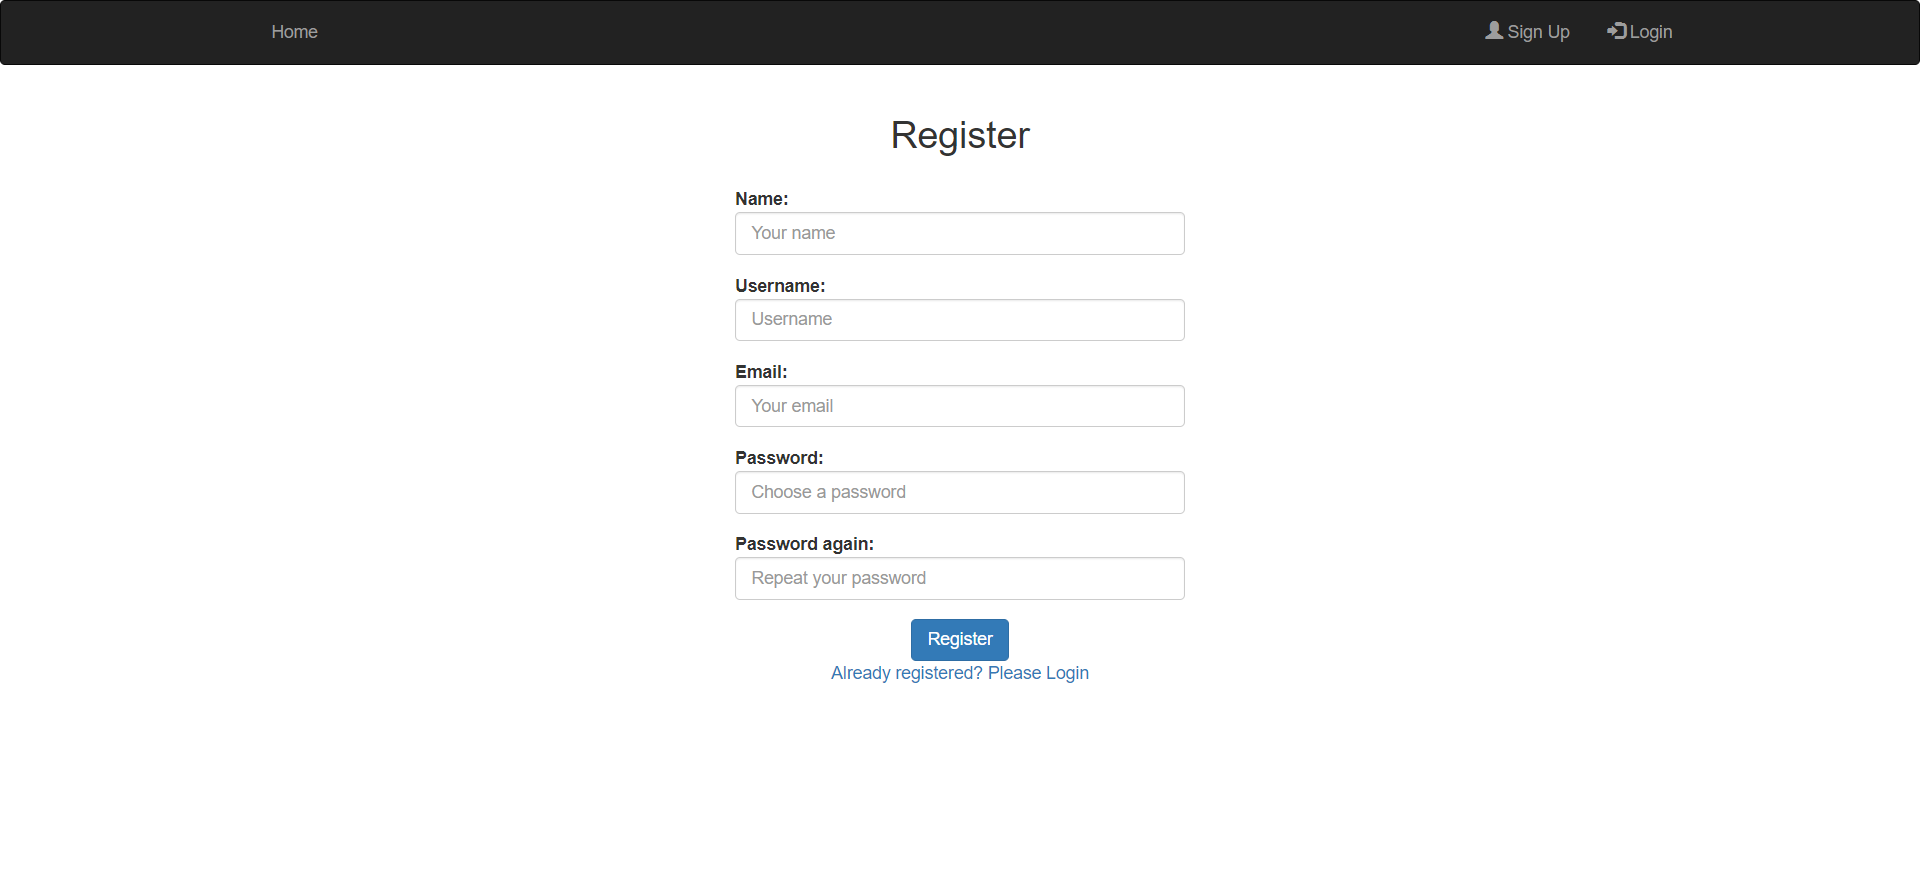 Home Sign Up Login
Register
Name:
Your name
Username:
Username
Email:
Your email
Password:
Choose a password
Password again:
Repeat your password
Register
Already registered? Please Login